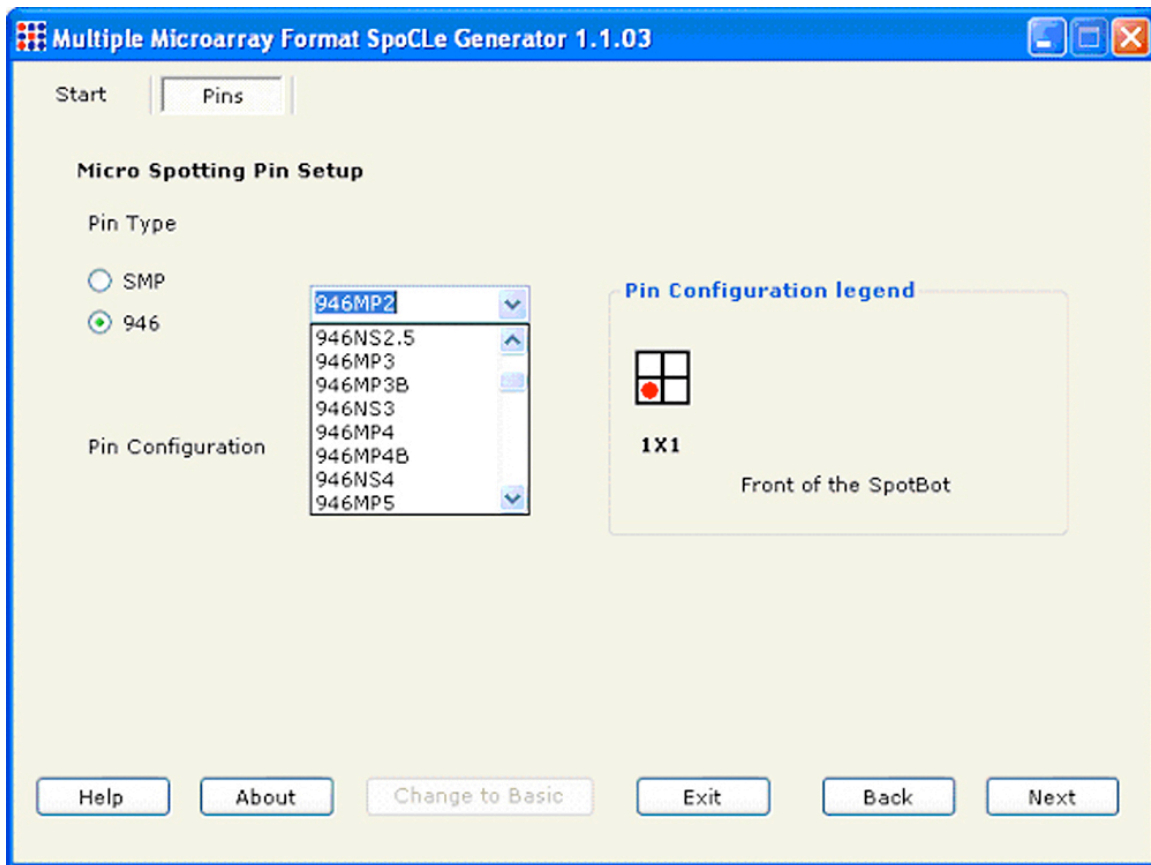 Multiple Microarray Format SpoCLe Generator 1.1.03
Start Pins
Micro Spotting Pin Setup
Pin Type
SMP
946
946MP2
946NS2.5
946MP3
946MP3B
946NS3
946MP4
946MP4B
946NS4
946MP5
Pin Configuration
Pin Configuration legend
1X1
Front of the SpotBot
Help About Change to Basic Exit Back Next